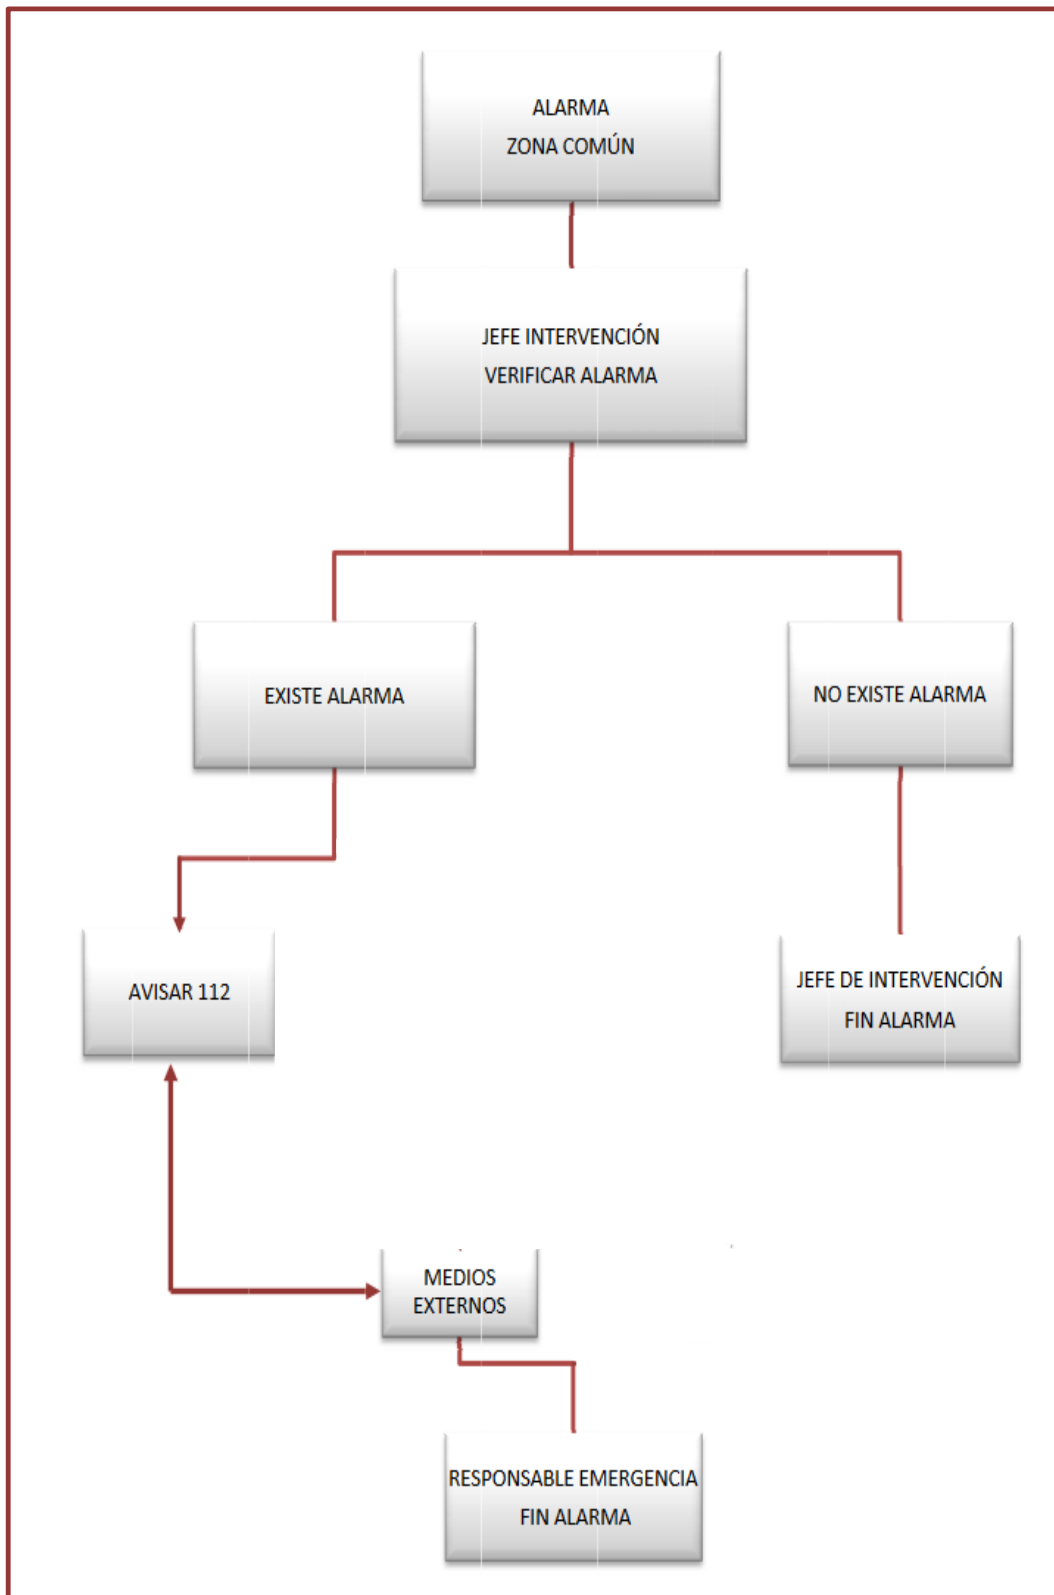 ALARMA
ZONA COMÚN
JEFE INTERVENCIÓN
VERIFICAR ALARMA
EXISTE ALARMA
NO EXISTE ALARMA
AVISAR 112
JEFE DE INTERVENCIÓN
FIN ALARMA
MEDIOS
EXTERNOS
RESPONSABLE EMERGENCIA
FIN ALARMA